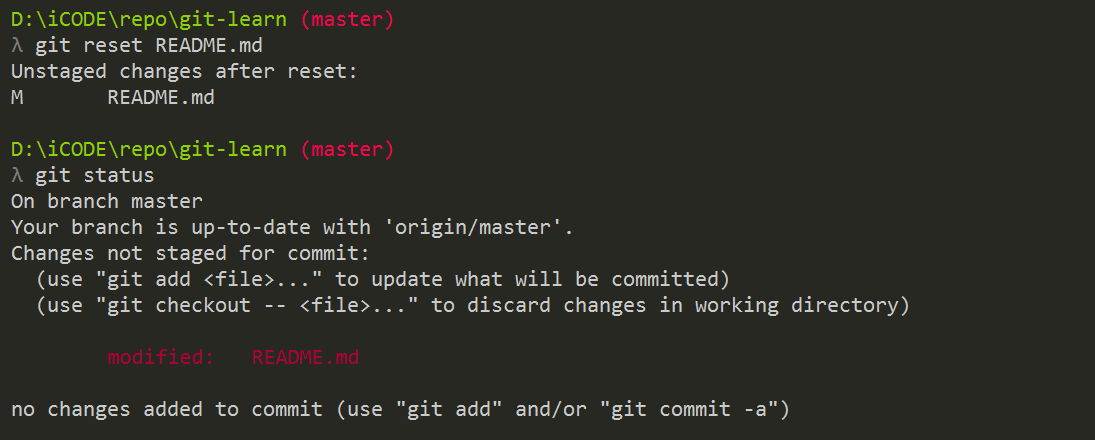 D:\iCODE\repo\git-learn (master)
λ git reset README.md
Unstaged changes after reset:
M       README.md
D:\iCODE\repo\git-learn (master)
λ git status
On branch master
Your branch is up-to-date with 'origin/master'.
Changes not staged for commit:
  (use "git add <file>..." to update what will be committed)
  (use "git checkout -- <file>..." to discard changes in working directory)
        modified:   README.md
no changes added to commit (use "git add" and/or "git commit -a")